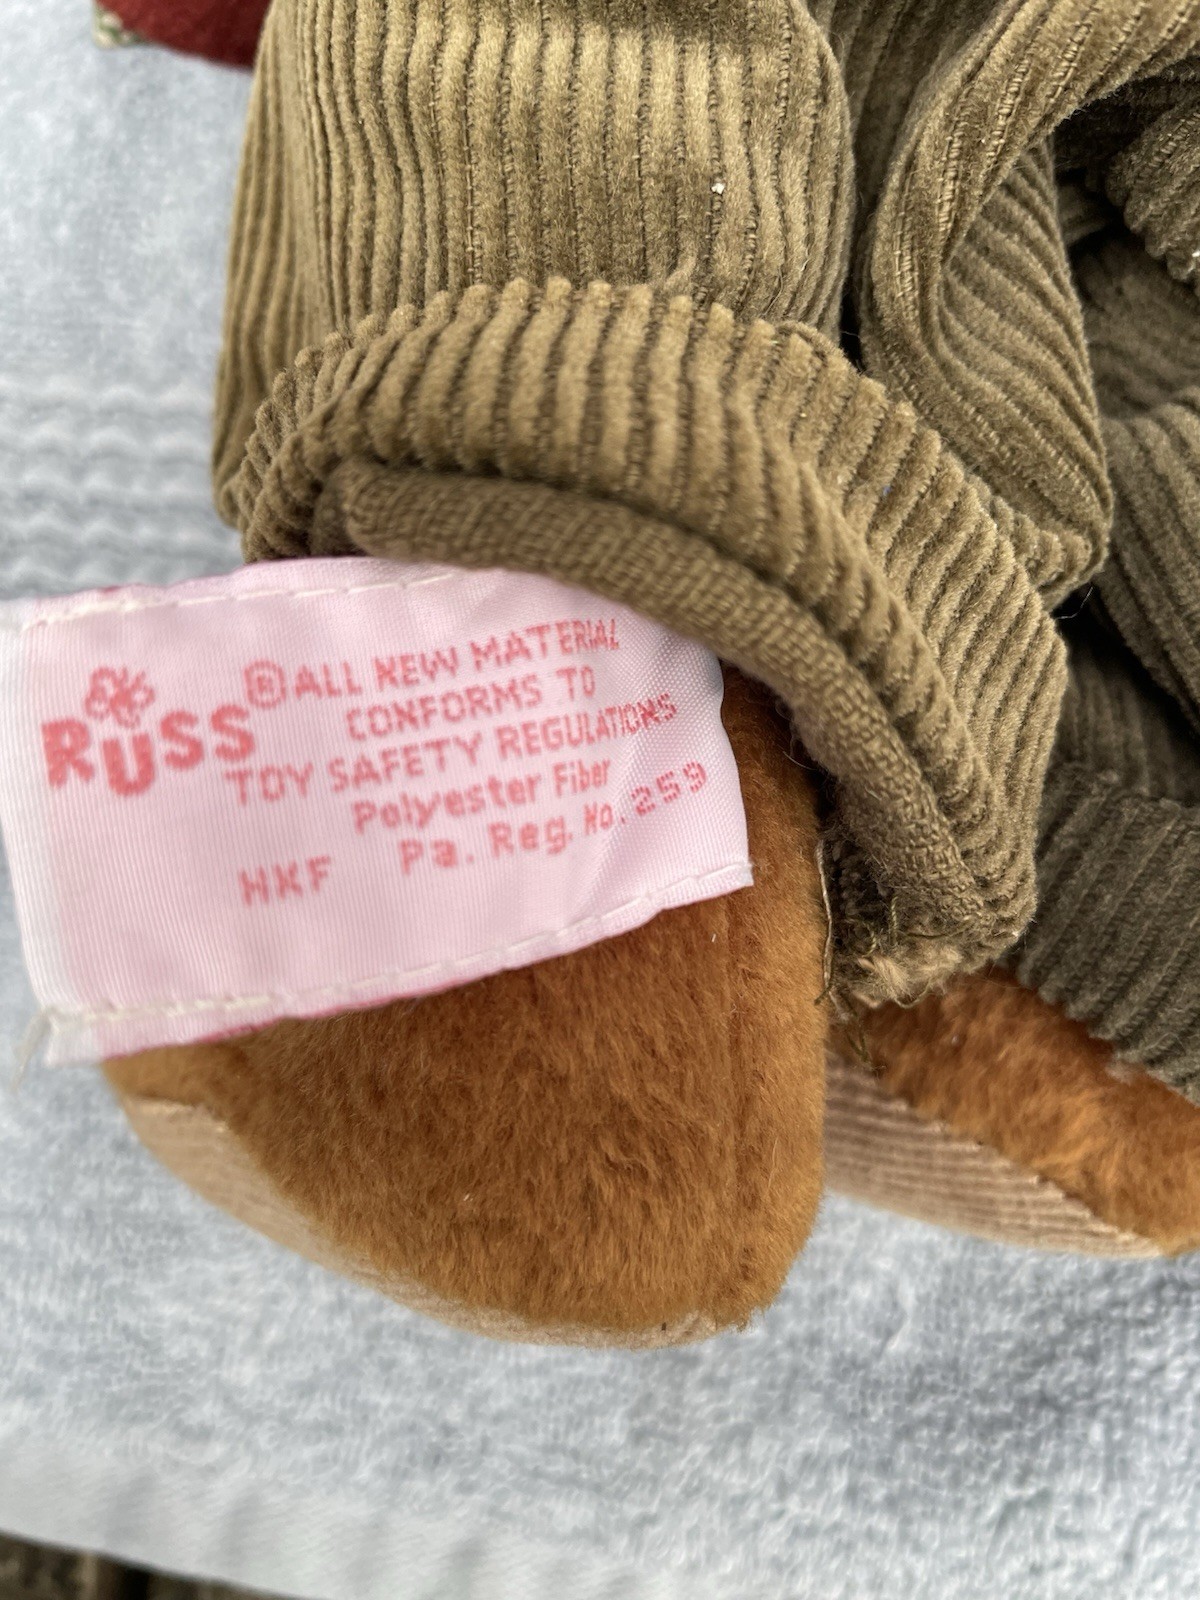 RUSS®
ALL NEW MATERIAL
CONFORMS TO
TOY SAFETY REGULATIONS
Polyester Fiber
Pa. Reg. No. 259
HKF